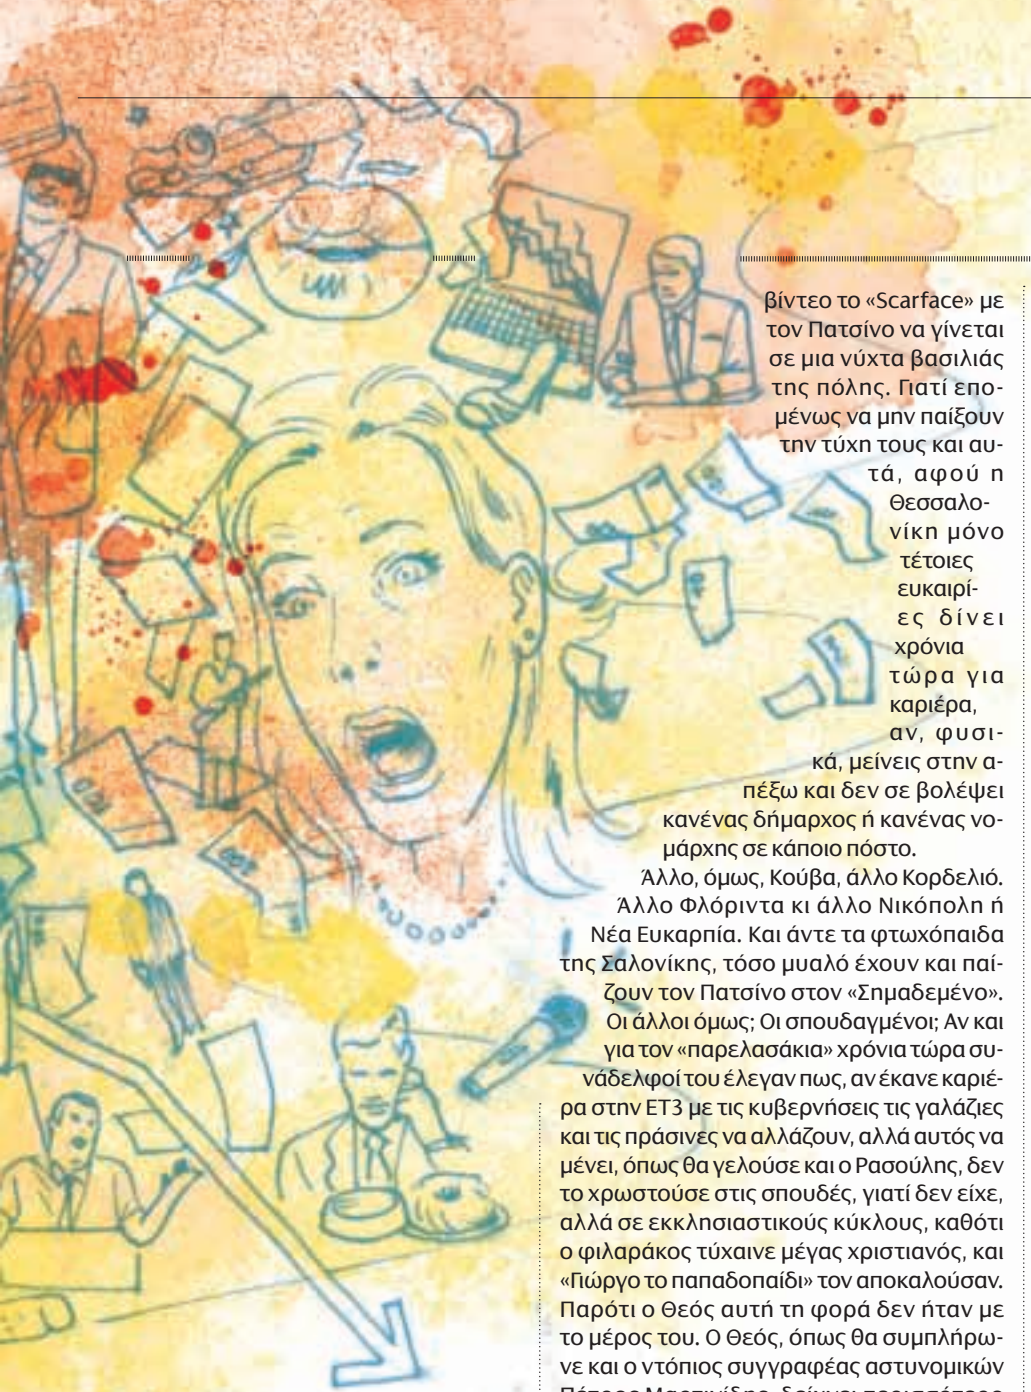 βίντεο το «Scarface» με
τον Πατσίνο να γίνεται
σε μια νύχτα βασιλιάς
της πόλης. Γιατί επο-
μένως να μην παίξουν
την τύχη τους και αυ-
τά, αφού η
Θεσσαλο-
νίκη μόνο
τέτοιες
ευκαιρί-
ες δίνει
χρόνια
τώρα για
καριέρα,
αν, φυσι-
κά, μείνεις στην α-
πέξω και δεν σε βολέψει
κανένας δήμαρχος ή κανένας νο-
μάρχης σε κάποιο πόστο.
Άλλο, όμως, Κούβα, άλλο Κορδελιό.
Άλλο Φλόριντα κι άλλο Νικόπολη ή
Νέα Ευκαρπία. Και άντε τα φτωχόπαιδα
της Σαλονίκης, τόσο μυαλό έχουν και παί-
ζουν τον Πατσίνο στον «Σημαδεμένο».
Οι άλλοι όμως; Οι σπουδαγμένοι; Αν και
για τον «παρελασάκια» χρόνια τώρα συ-
νάδελφοί του έλεγαν πως, αν έκανε καριέ-
ρα στην ΕΤ3 με τις κυβερνήσεις τις γαλάζιες
και τις πράσινες να αλλάζουν, αλλά αυτός να
μένει, όπως θα γελούσε και ο Ρασούλης, δεν
το χρωστούσε στις σπουδές, γιατί δεν είχε,
αλλά σε εκκλησιαστικούς κύκλους, καθότι
ο φιλαράκος τύχαινε μέγας χριστιανός, και
«Γιώργο το παπαδοπαίδι» τον αποκαλούσαν.
Παρότι ο Θεός αυτή τη φορά δεν ήταν με
το μέρος του. Ο Θεός, όπως θα συμπλήρω-
νε και ο ντόπιος συγγραφέας αστυνομικών